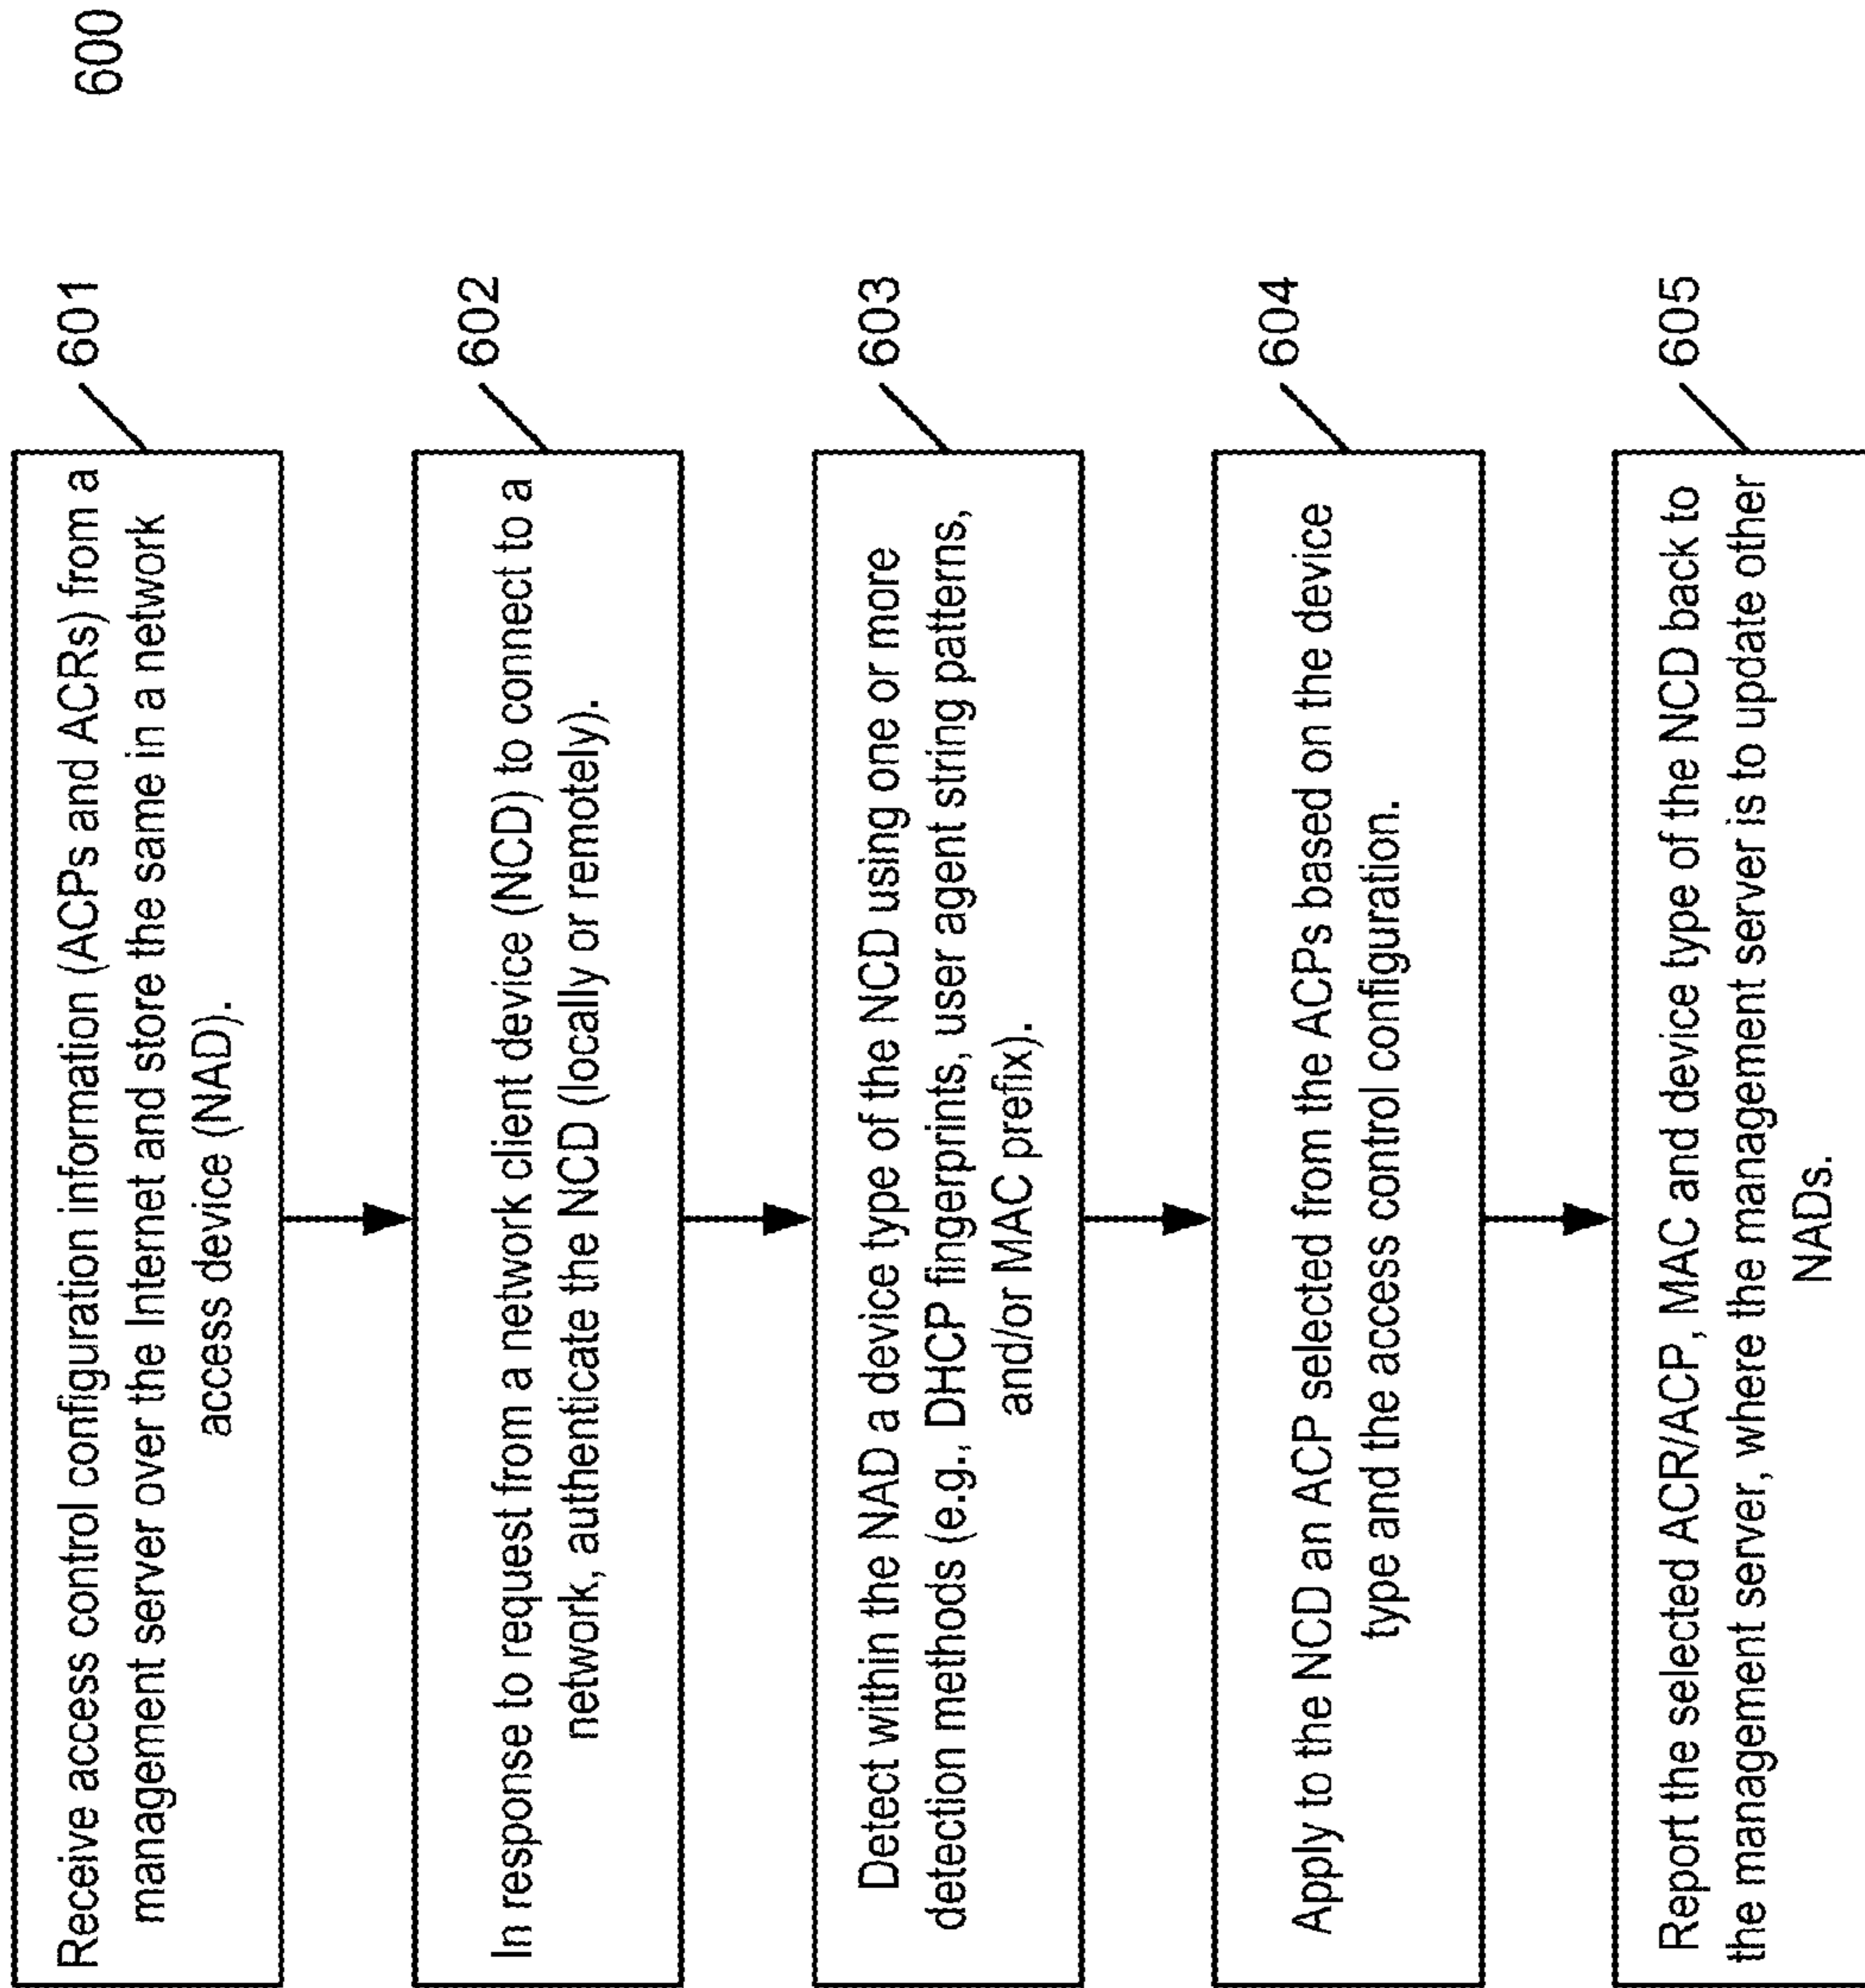 600
601
Receive access control configuration information (ACPs and ACRs) from a
management server over the Internet and store the same in a network
access device (NAD).
602
In response to request from a network client device (NCD) to connect to a
network, authenticate the NCD (locally or remotely).
603
Detect within the NAD a device type of the NCD using one or more
detection methods (e.g., DHCP fingerprints, user agent string patterns,
and/or MAC prefix).
604
Apply to the NCD an ACP selected from the ACPs based on the device
type and the access control configuration.
605
Report the selected ACR/ACP, MAC and device type of the NCD back to
the management server, where the management server is to update other
NADs.